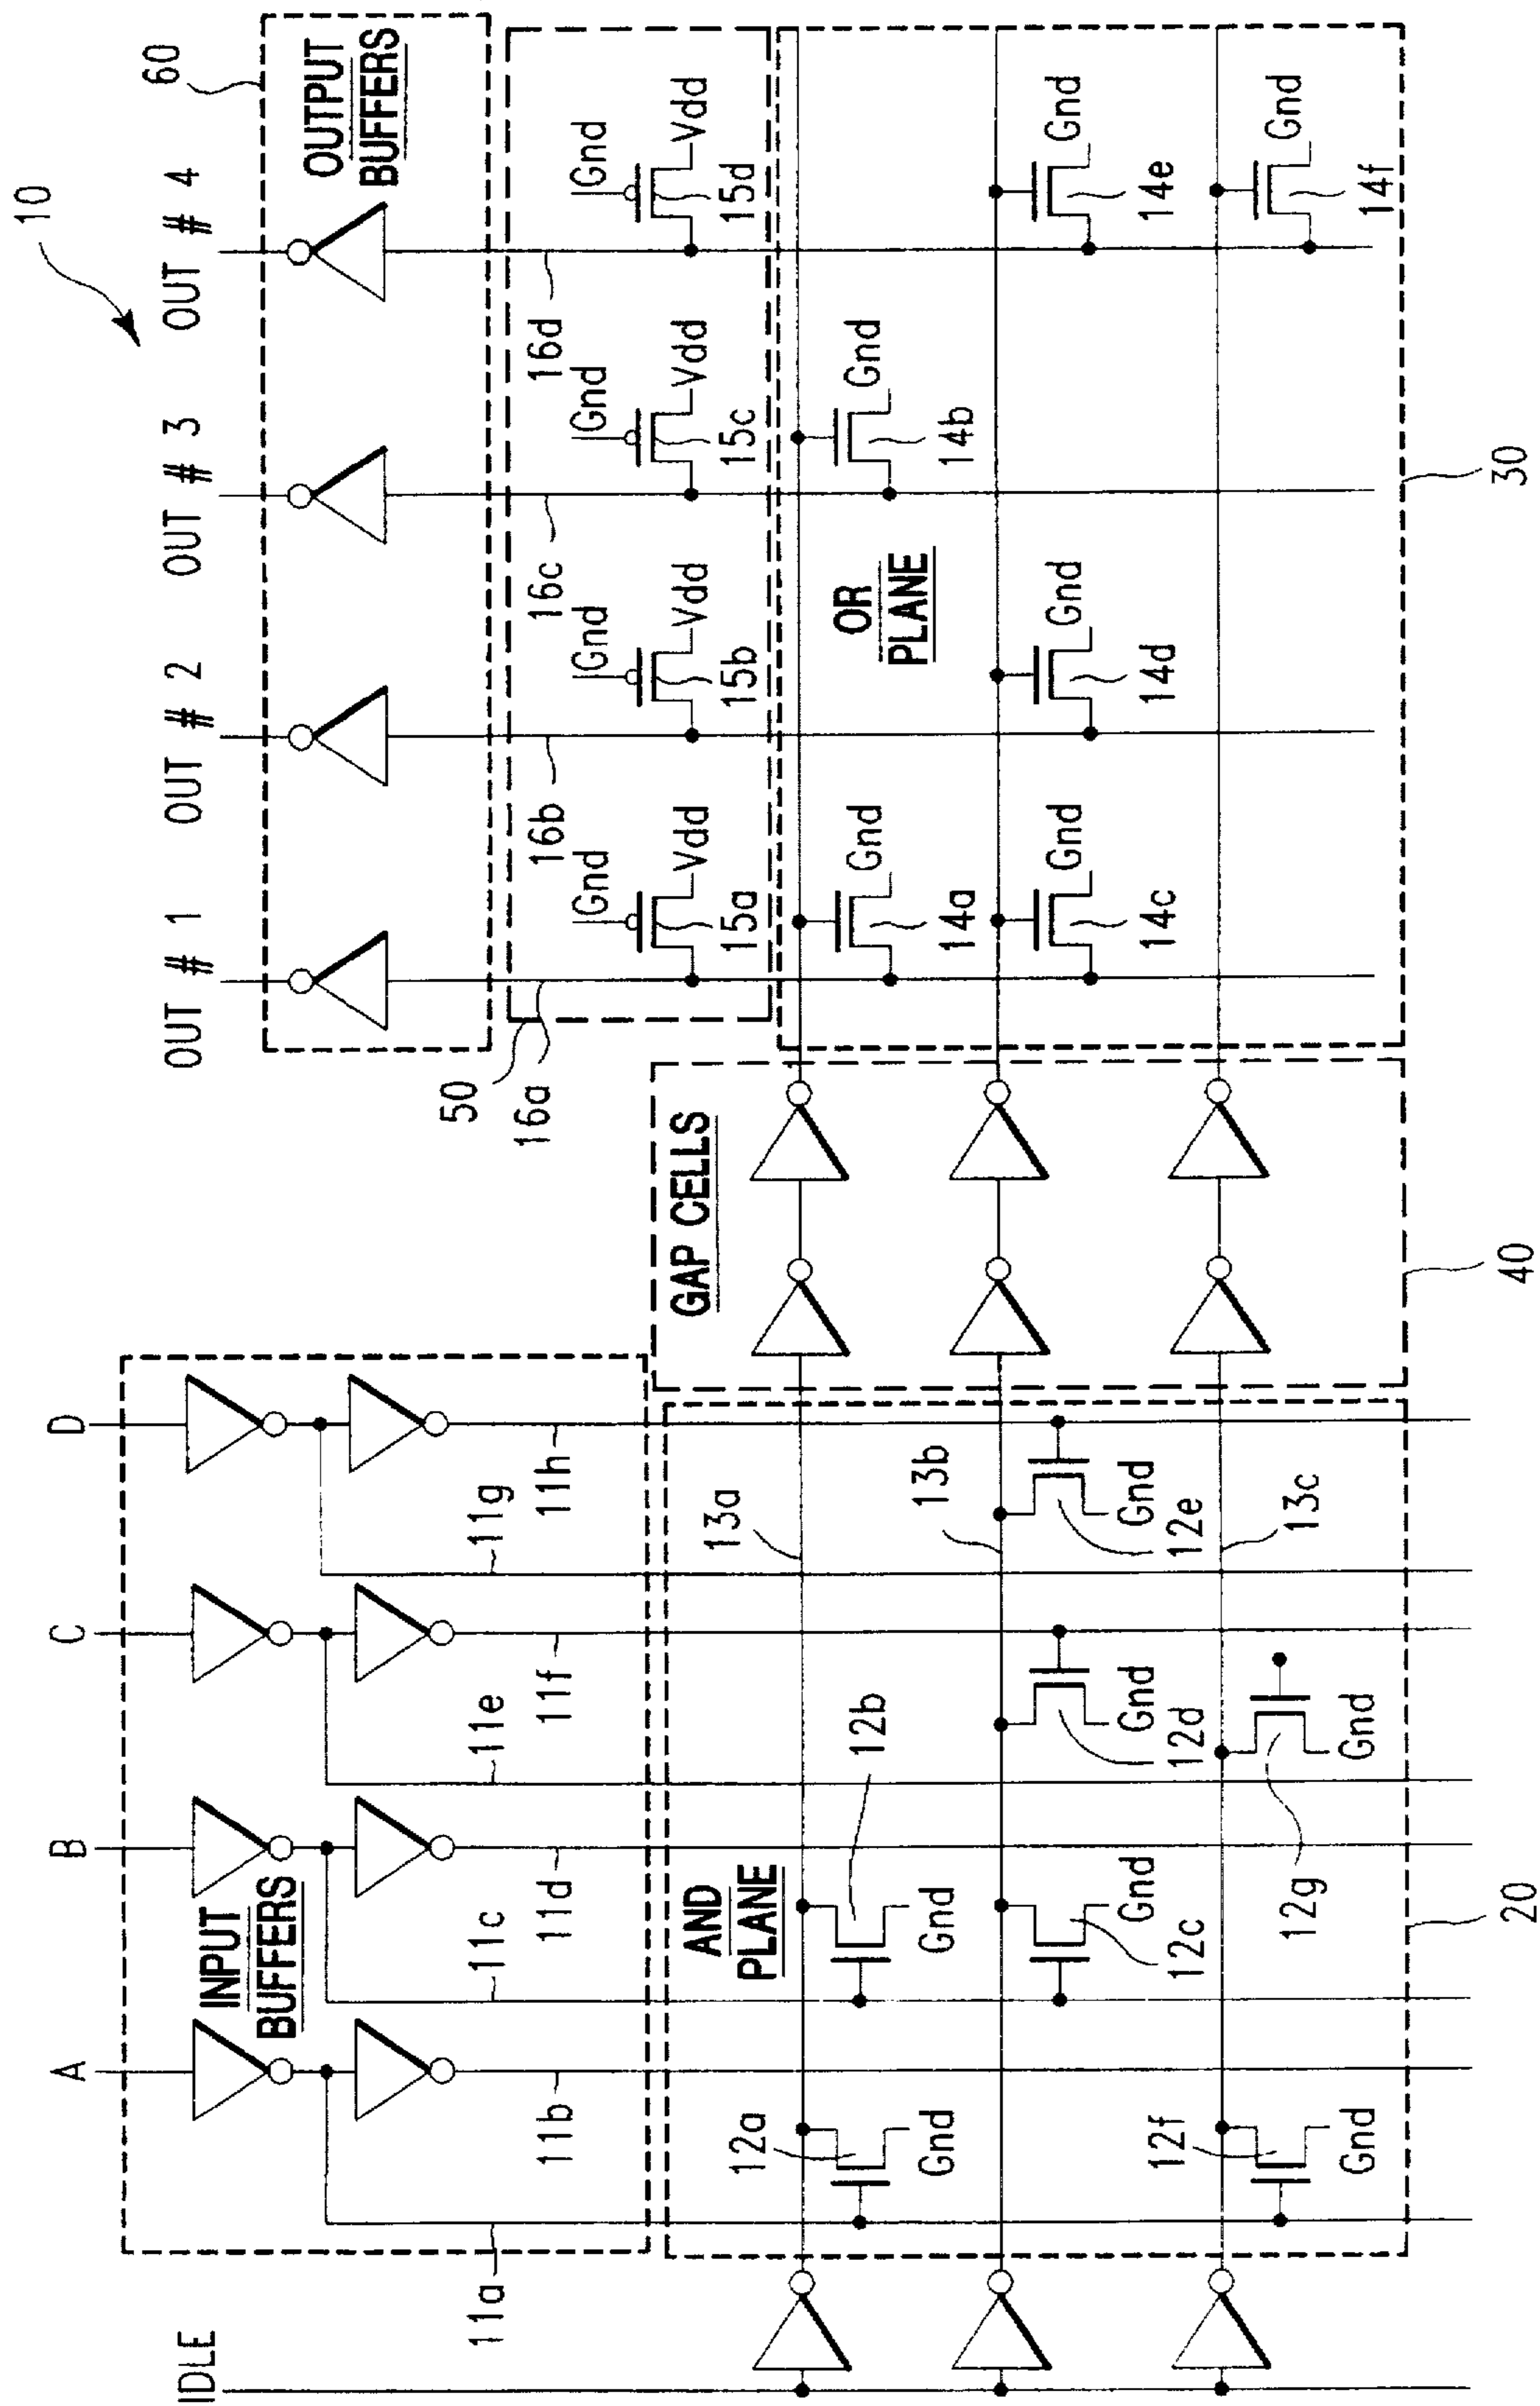 10
60
OUT # 1
OUT # 2
OUT # 3
OUT # 4
OUTPUT
BUFFERS
50
16a
16b
16c
16d
Gnd
Gnd
Gnd
Gnd
Vdd
Vdd
Vdd
Vdd
15a
15b
15c
15d
A
B
C
D
INPUT
BUFFERS
11a
11b
11c
11d
11e
11f
11g
11h
IDLE
AND
PLANE
13a
13b
13c
12a
Gnd
12b
Gnd
12c
Gnd
12d
Gnd
12e
Gnd
12f
Gnd
12g
Gnd
20
GAP CELLS
40
OR
PLANE
14a
Gnd
14b
Gnd
14c
Gnd
14d
Gnd
14e
Gnd
14f
Gnd
30